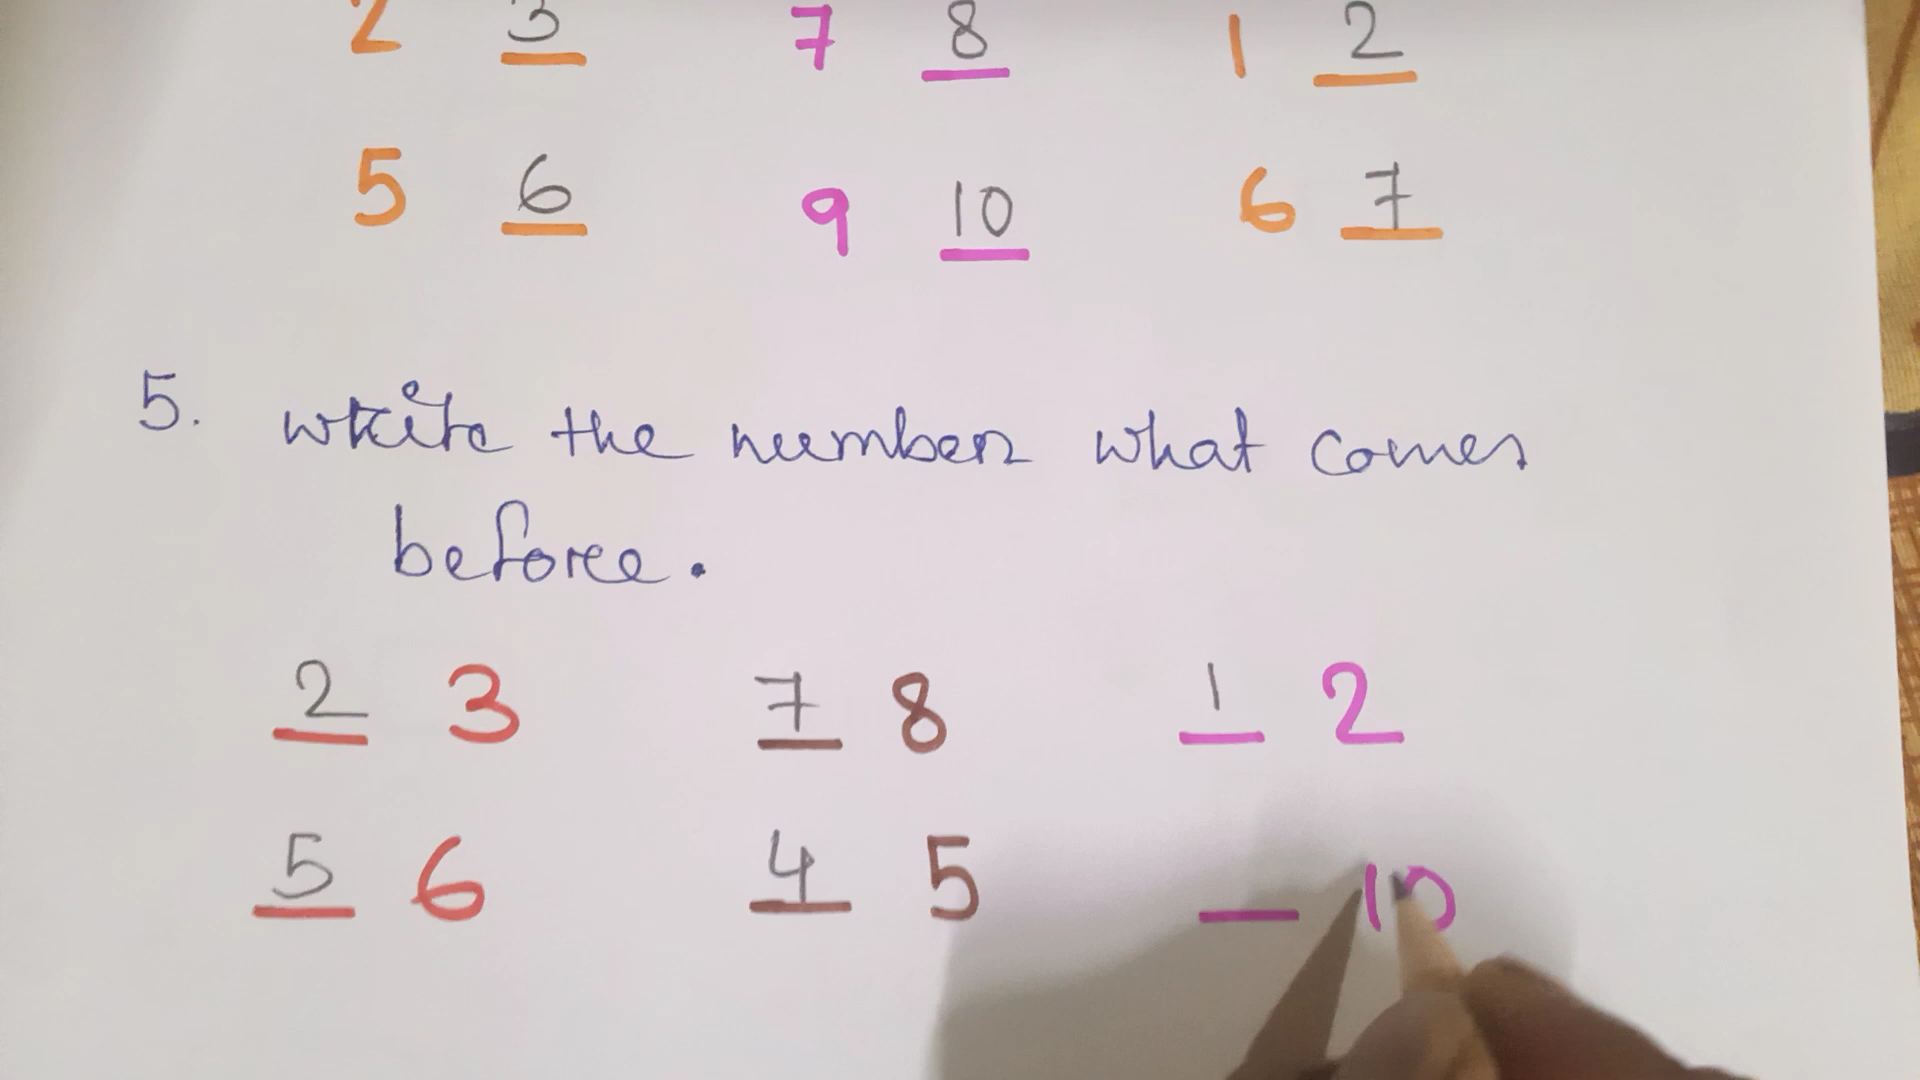 2 3 7 8 1 2
5 6 9 10 6 7
5. write the number what comes
before.
2 3 7 8 1 2
5 6 4 5 _ 10